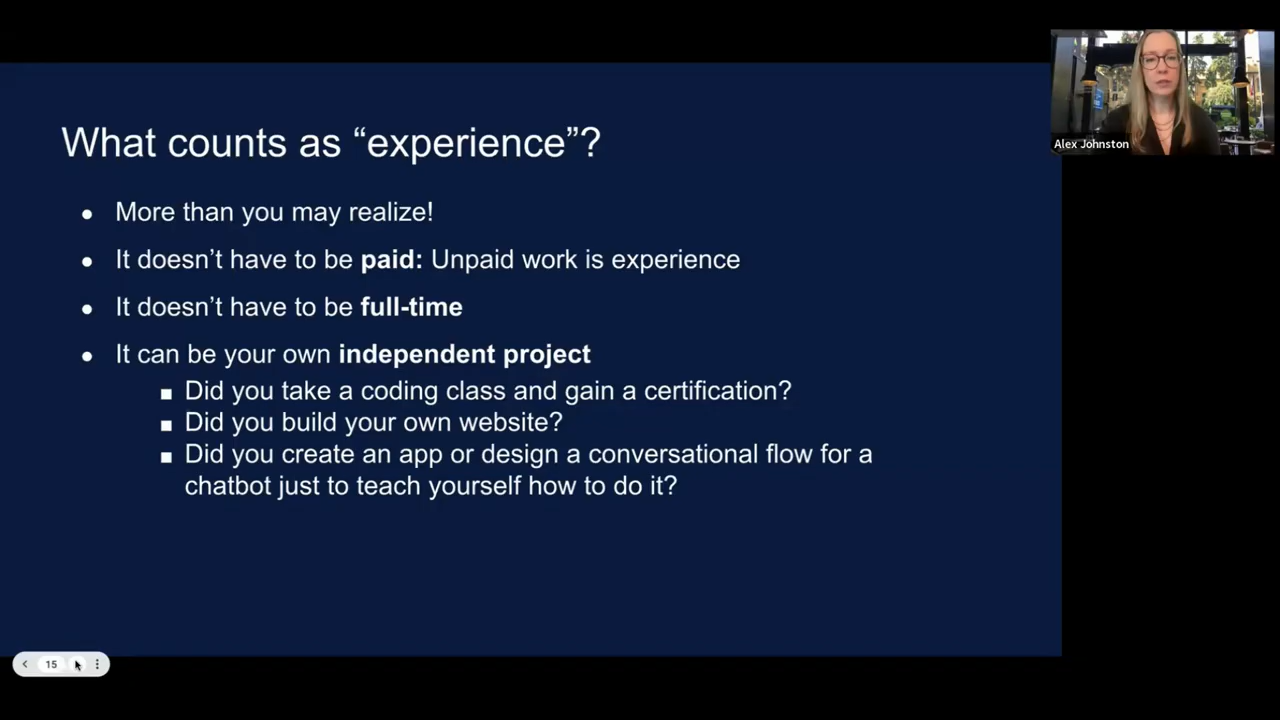 What counts as “experience”?
● More than you may realize!
● It doesn’t have to be paid: Unpaid work is experience
● It doesn’t have to be full-time
● It can be your own independent project
■ Did you take a coding class and gain a certification?
■ Did you build your own website?
■ Did you create an app or design a conversational flow for a
chatbot just to teach yourself how to do it?
Alex Johnston
15